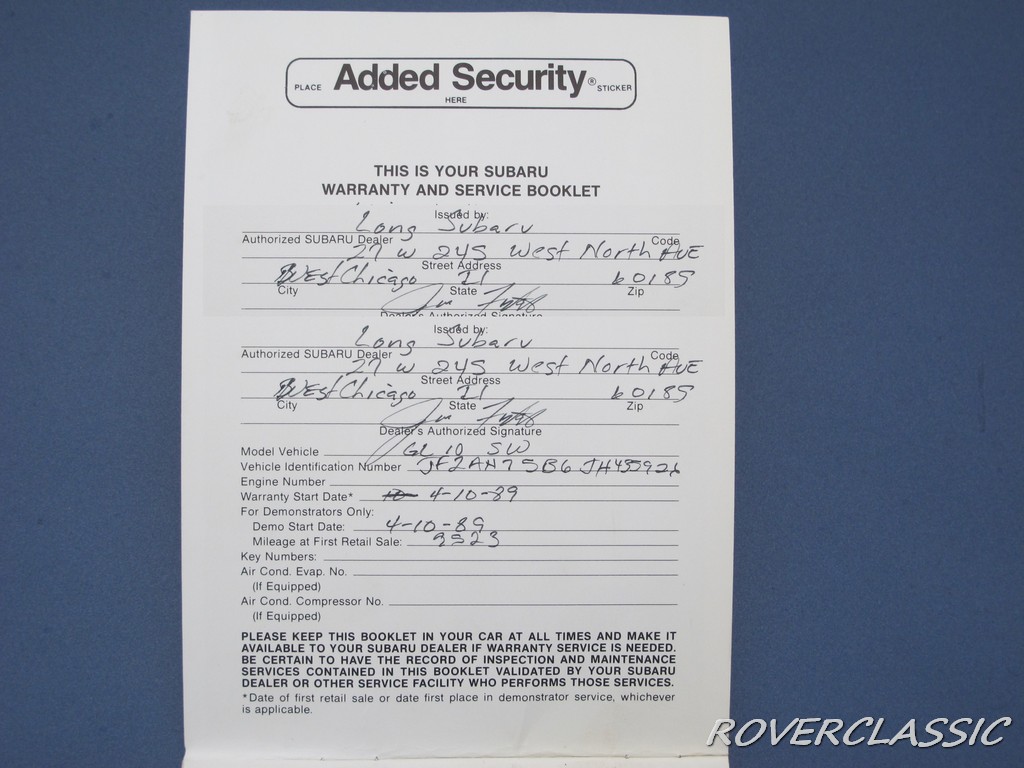 PLACE Added Security® STICKER
HERE
THIS IS YOUR SUBARU
WARRANTY AND SERVICE BOOKLET
Issued by:
Long Subaru
Authorized SUBARU Dealer Code
27 W 245 West North AVE
Street Address
West Chicago Il 60185
City State Zip
Dealer's Authorized Signature
Issued by:
Long Subaru
Authorized SUBARU Dealer Code
27 W 245 West North AVE
Street Address
West Chicago Il 60185
City State Zip
Dealer's Authorized Signature
Model Vehicle GL 10 SW
Vehicle Identification Number JF2AN75B6JH435926
Engine Number
Warranty Start Date* 4-10-89
For Demonstrators Only:
Demo Start Date: 4-10-89
Mileage at First Retail Sale: 9523
Key Numbers:
Air Cond. Evap. No.
(If Equipped)
Air Cond. Compressor No.
(If Equipped)
PLEASE KEEP THIS BOOKLET IN YOUR CAR AT ALL TIMES AND MAKE IT
AVAILABLE TO YOUR SUBARU DEALER IF WARRANTY SERVICE IS NEEDED.
BE CERTAIN TO HAVE THE RECORD OF INSPECTION AND MAINTENANCE
SERVICES CONTAINED IN THIS BOOKLET VALIDATED BY YOUR SUBARU
DEALER OR OTHER SERVICE FACILITY WHO PERFORMS THOSE SERVICES.
*Date of first retail sale or date first place in demonstrator service, whichever
is applicable.
ROVERCLASSIC